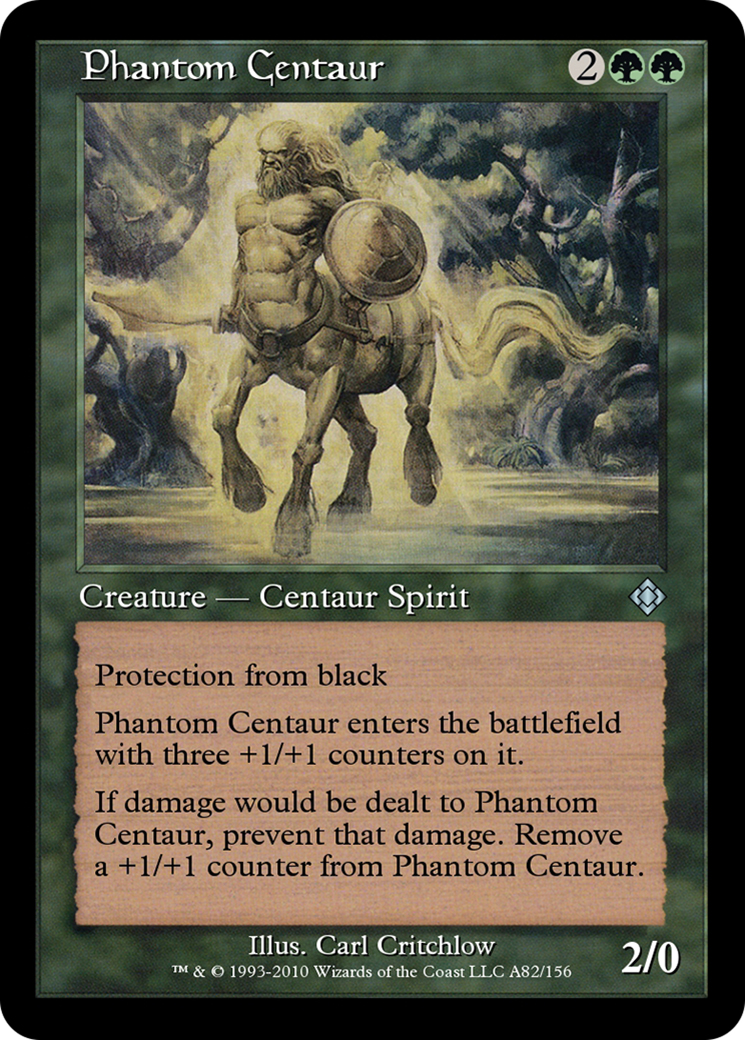 Phantom Centaur 2
Creature — Centaur Spirit
Protection from black
Phantom Centaur enters the battlefield
with three +1/+1 counters on it.
If damage would be dealt to Phantom
Centaur, prevent that damage. Remove
a +1/+1 counter from Phantom Centaur.
Illus. Carl Critchlow
™ & © 1993-2010 Wizards of the Coast LLC A82/156
2/0